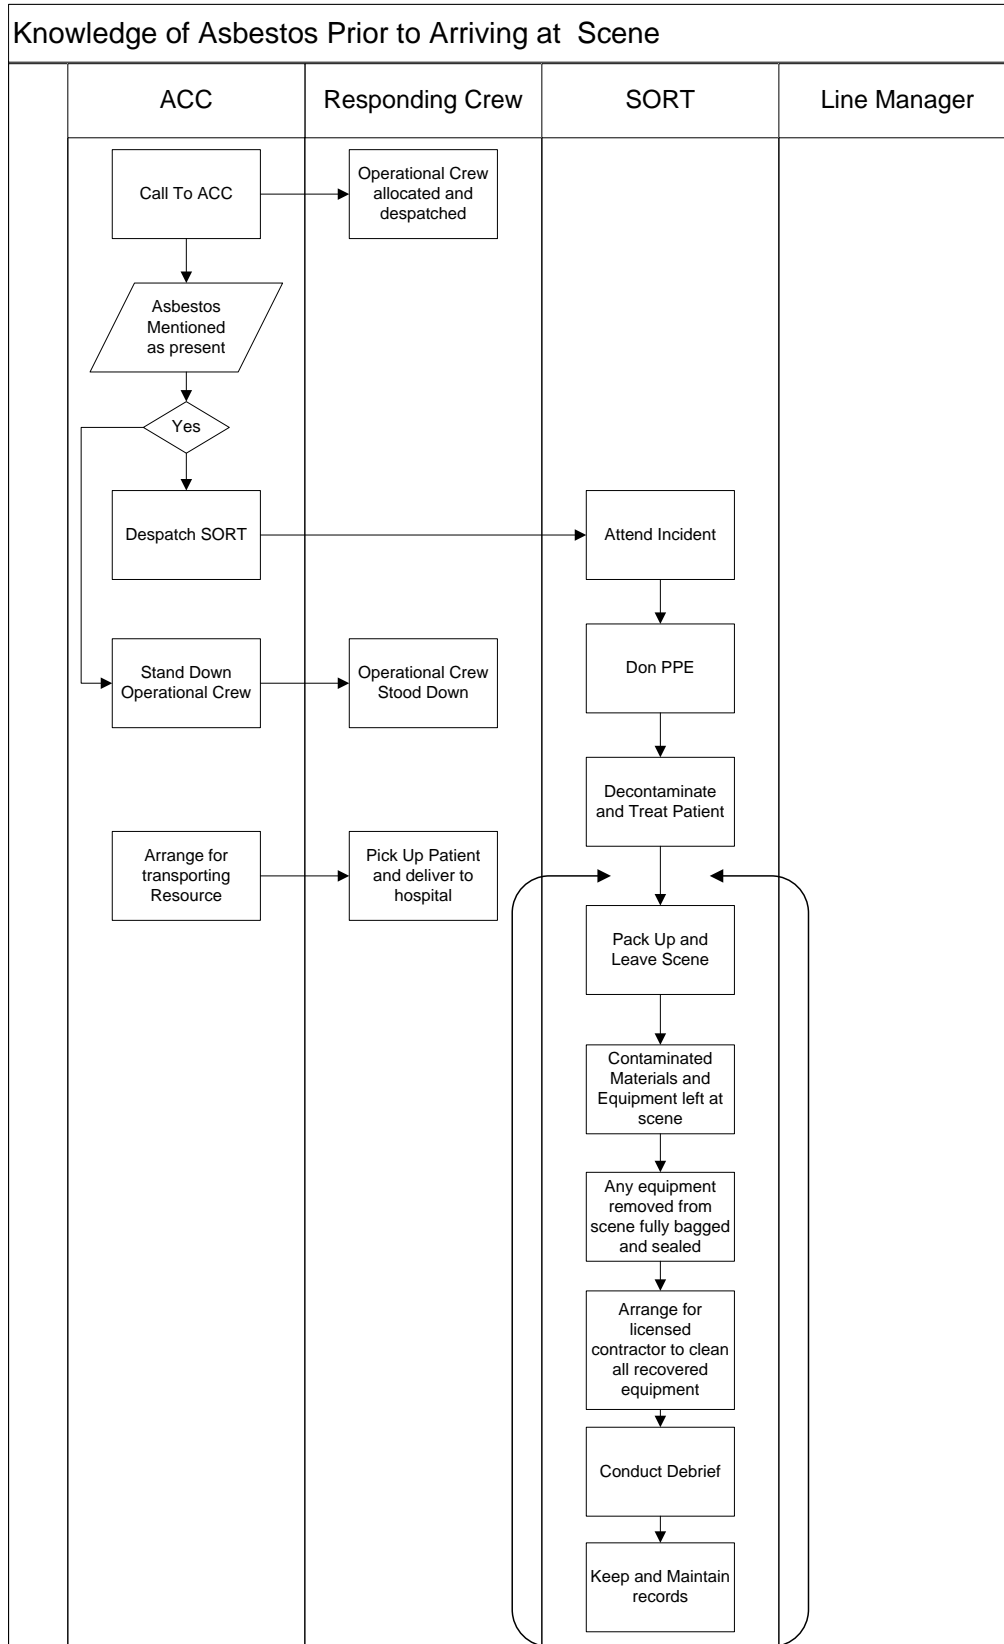 Knowledge of Asbestos Prior to Arriving at  Scene
ACC
Responding Crew
SORT
Line Manager
Call To ACC
Operational Crew
allocated and
despatched
Asbestos
Mentioned
as present
Yes
Despatch SORT
Attend Incident
Don PPE
Stand Down
Operational Crew
Operational Crew
Stood Down
Decontaminate
and Treat Patient
Arrange for
transporting
Resource
Pick Up Patient
and deliver to
hospital
Pack Up and
Leave Scene
Contaminated
Materials and
Equipment left at
scene
Any equipment
removed from
scene fully bagged
and sealed
Arrange for
licensed
contractor to clean
all recovered
equipment
Conduct Debrief
Keep and Maintain
records